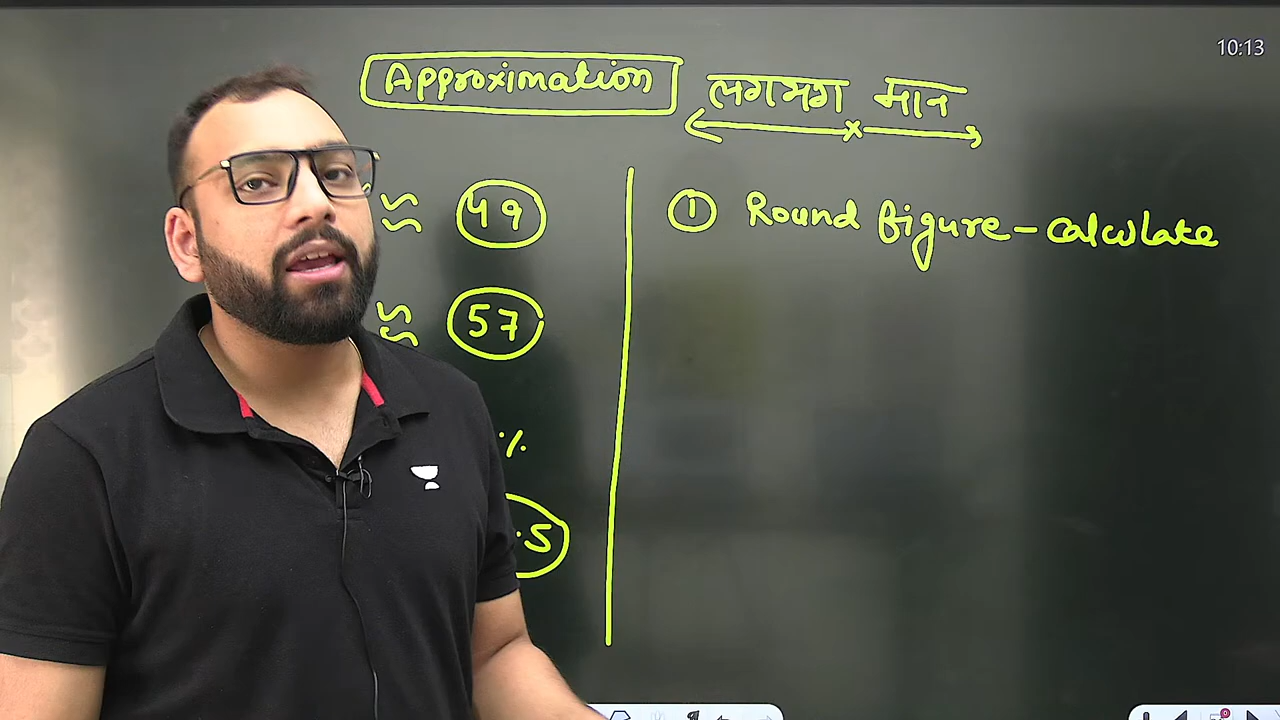 10:13
Approximation लगभग मान
≈ 49
① Round figure - calculate
≈ 57
%
.5